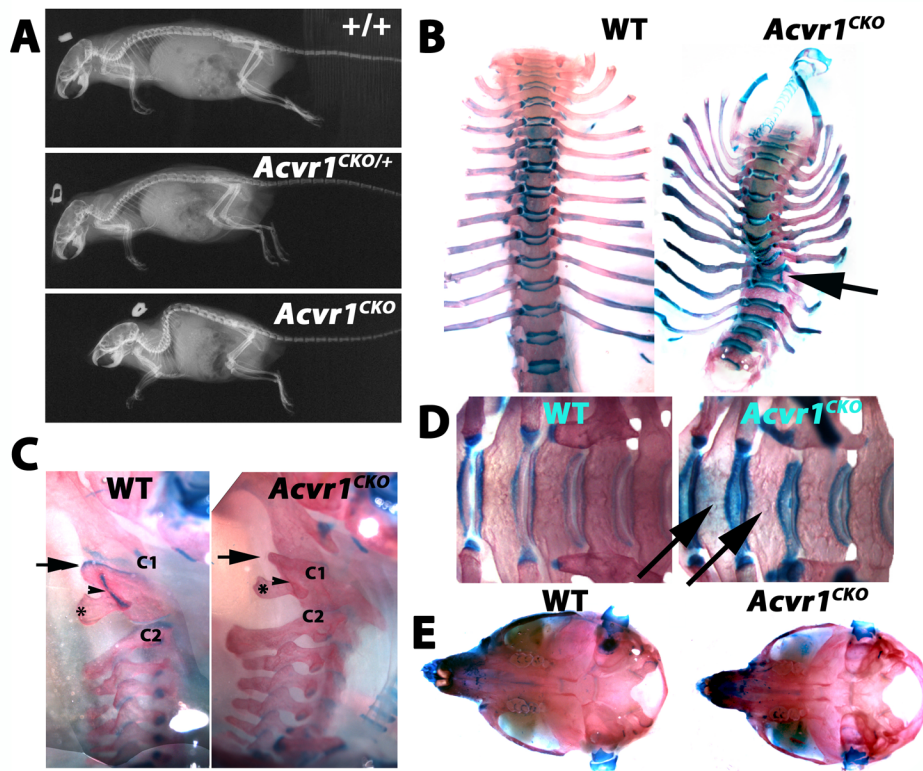 A
+/+
Acvr1CKO/+
Acvr1CKO
B
WT
Acvr1CKO
C
WT
C1
*
C2
Acvr1CKO
C1
*
C2
D
WT
Acvr1CKO
E
WT
Acvr1CKO